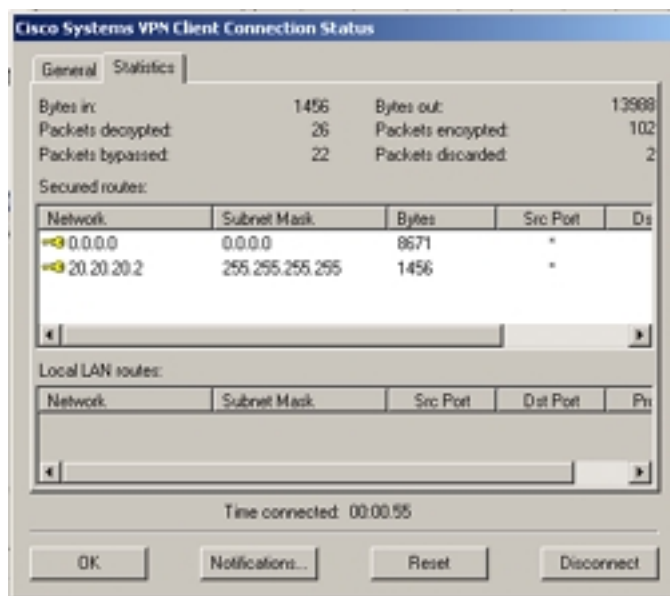 Cisco Systems VPN Client Connection Status
General Statistics
Bytes in: 1456 Bytes out: 13988
Packets decrypted: 26 Packets encrypted: 102
Packets bypassed: 22 Packets discarded: 2
Secured routes:
Network Subnet Mask Bytes Src Port Ds
0.0.0.0 0.0.0.0 8671 *
20.20.20.2 255.255.255.255 1456 *
Local LAN routes:
Network Subnet Mask Src Port Dst Port Pr
Time connected: 00:00.55
OK Notifications... Reset Disconnect